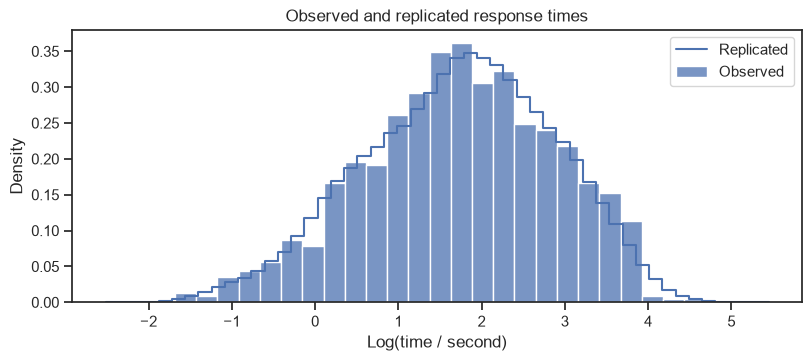 Observed and replicated response times
Replicated
Observed
Density
0.35
0.30
0.25
0.20
0.15
0.10
0.05
0.00
−2 −1 0 1 2 3 4 5
Log(time / second)